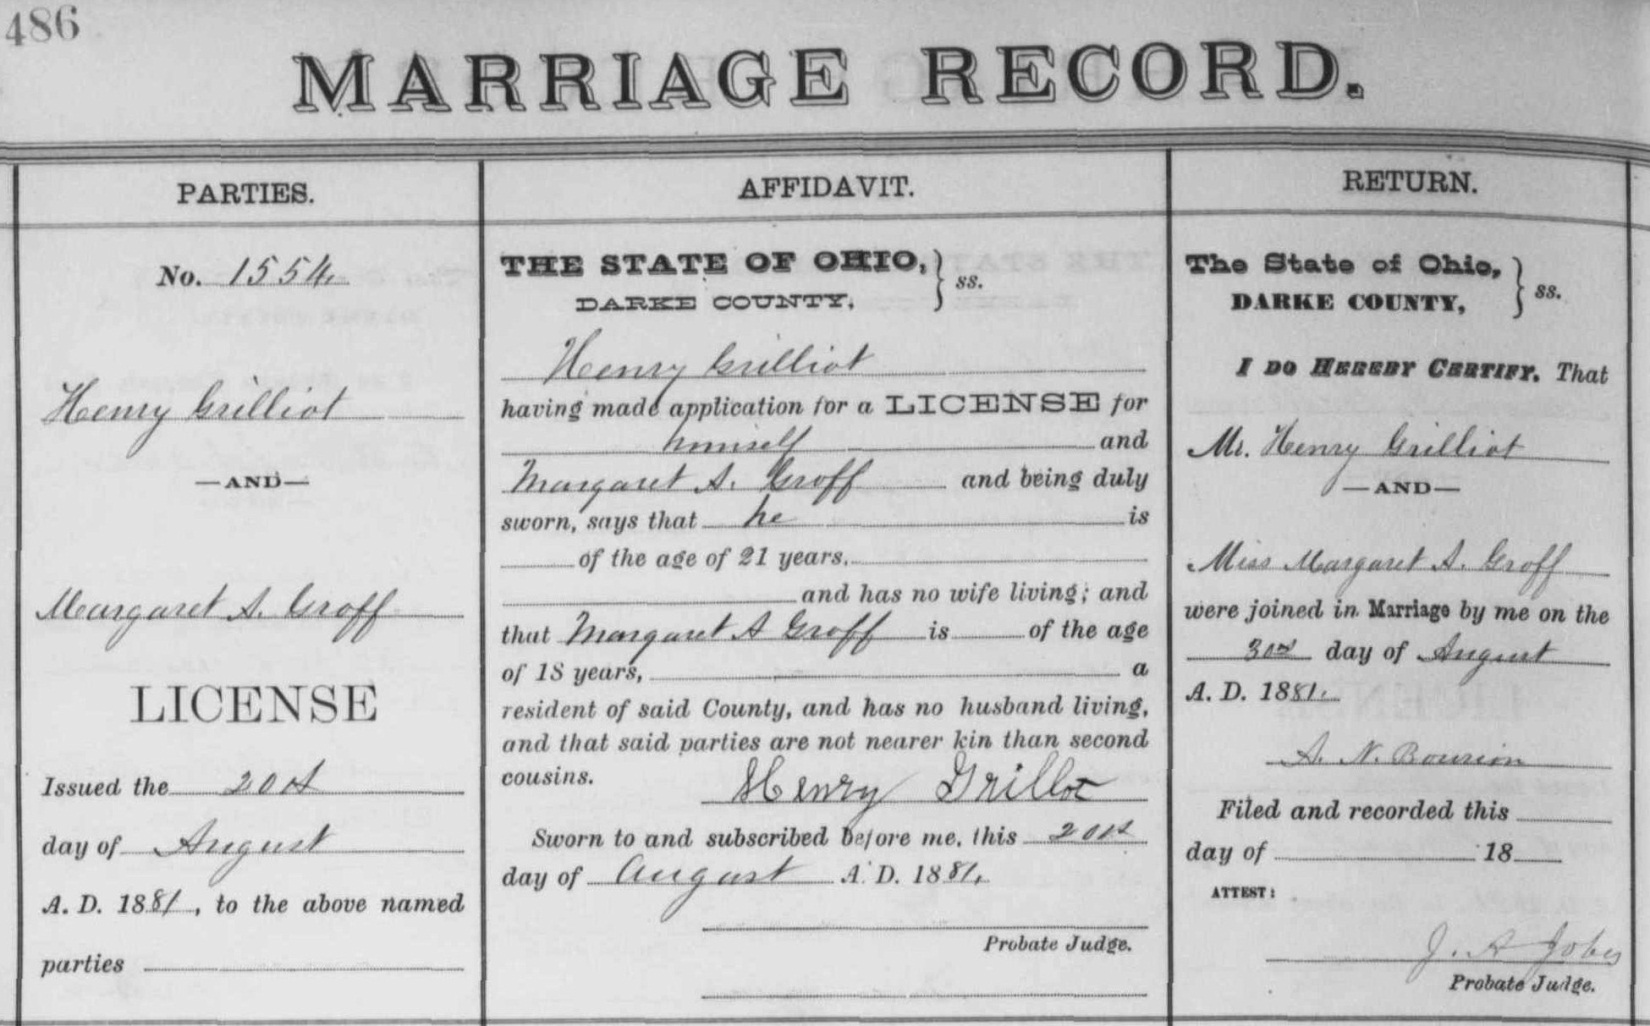 486
MARRIAGE RECORD.
PARTIES.
No. 1554.
Henry Grilliot
—AND—
Margaret A. Groff.
LICENSE
Issued the 20th
day of August
A. D. 1881, to the above named
parties
AFFIDAVIT.
THE STATE OF OHIO, } ss.
DARKE COUNTY,
Henry Grilliot
having made application for a LICENSE for
himself and
Margaret A. Groff and being duly
sworn, says that he is
of the age of 21 years,
and has no wife living; and
that Margaret A Groff is of the age
of 18 years, a
resident of said County, and has no husband living,
and that said parties are not nearer kin than second
cousins.
Henry Grillot
Sworn to and subscribed before me, this 20th
day of August A. D. 1881,
Probate Judge.
RETURN.
The State of Ohio, } ss.
DARKE COUNTY,
I DO HEREBY CERTIFY, That
Mr. Henry Grilliot
—AND—
Miss Margaret A. Groff
were joined in Marriage by me on the
day of August
A. D. 1881.
A. N. Bourion
Filed and recorded this
day of 18
ATTEST:
J. A Jobes
Probate Judge.